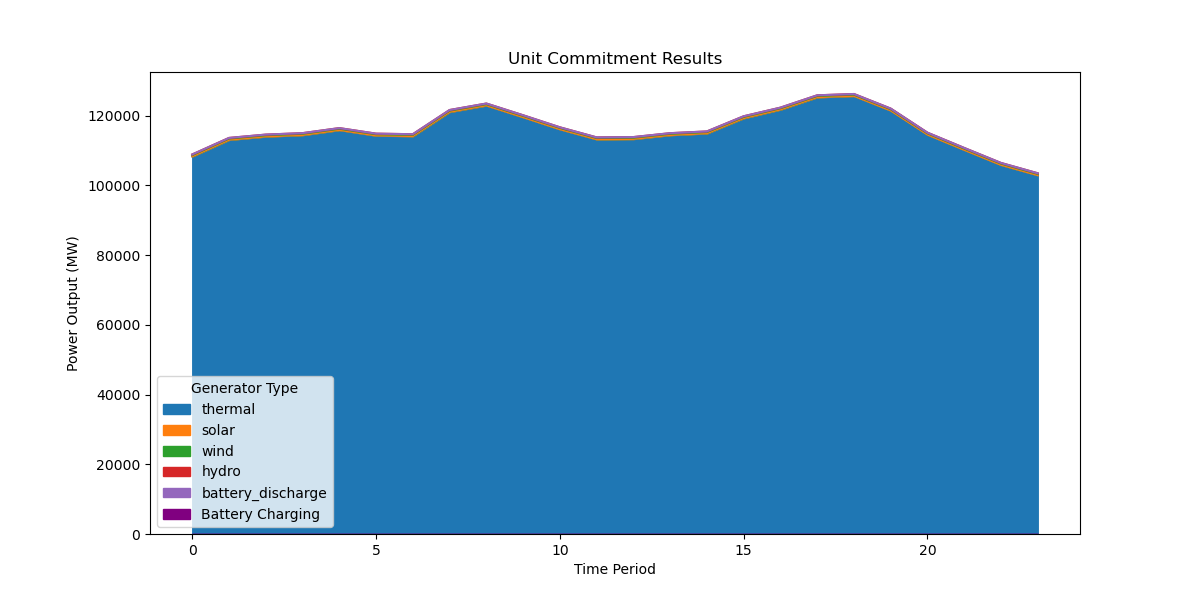 Unit Commitment Results
Power Output (MW)
120000
100000
80000
60000
40000
20000
0
Generator Type
thermal
solar
wind
hydro
battery_discharge
Battery Charging
0 5 10 15 20
Time Period